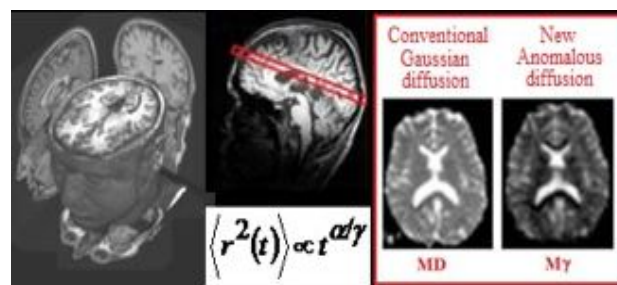 Conventional
Gaussian
diffusion
New
Anomalous
diffusion
⟨r²(t)⟩ ∝ t^α/γ
MD
Mγ